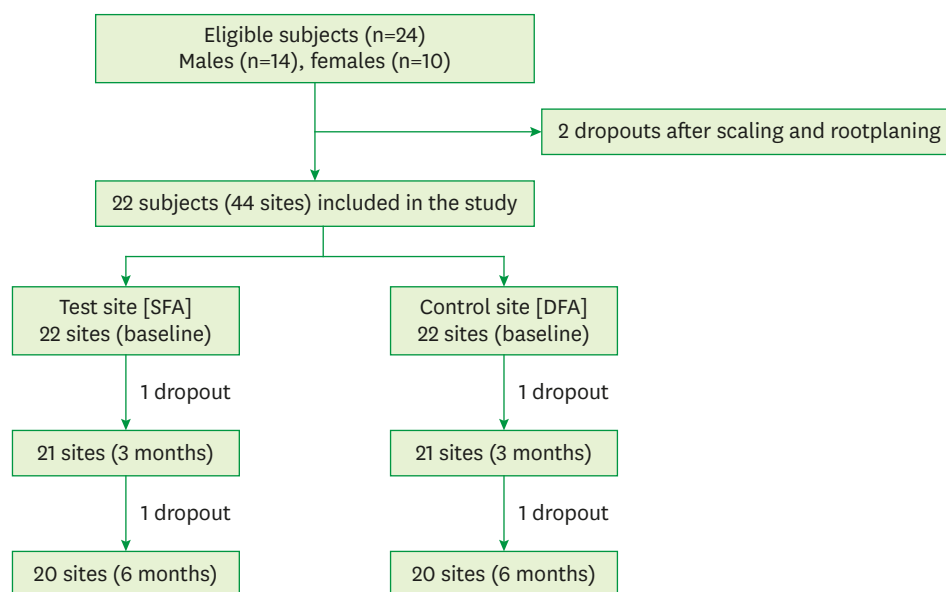 Eligible subjects (n=24)
Males (n=14), females (n=10)
2 dropouts after scaling and rootplaning
22 subjects (44 sites) included in the study
Test site [SFA]
22 sites (baseline)
Control site [DFA]
22 sites (baseline)
1 dropout
1 dropout
21 sites (3 months)
21 sites (3 months)
1 dropout
1 dropout
20 sites (6 months)
20 sites (6 months)